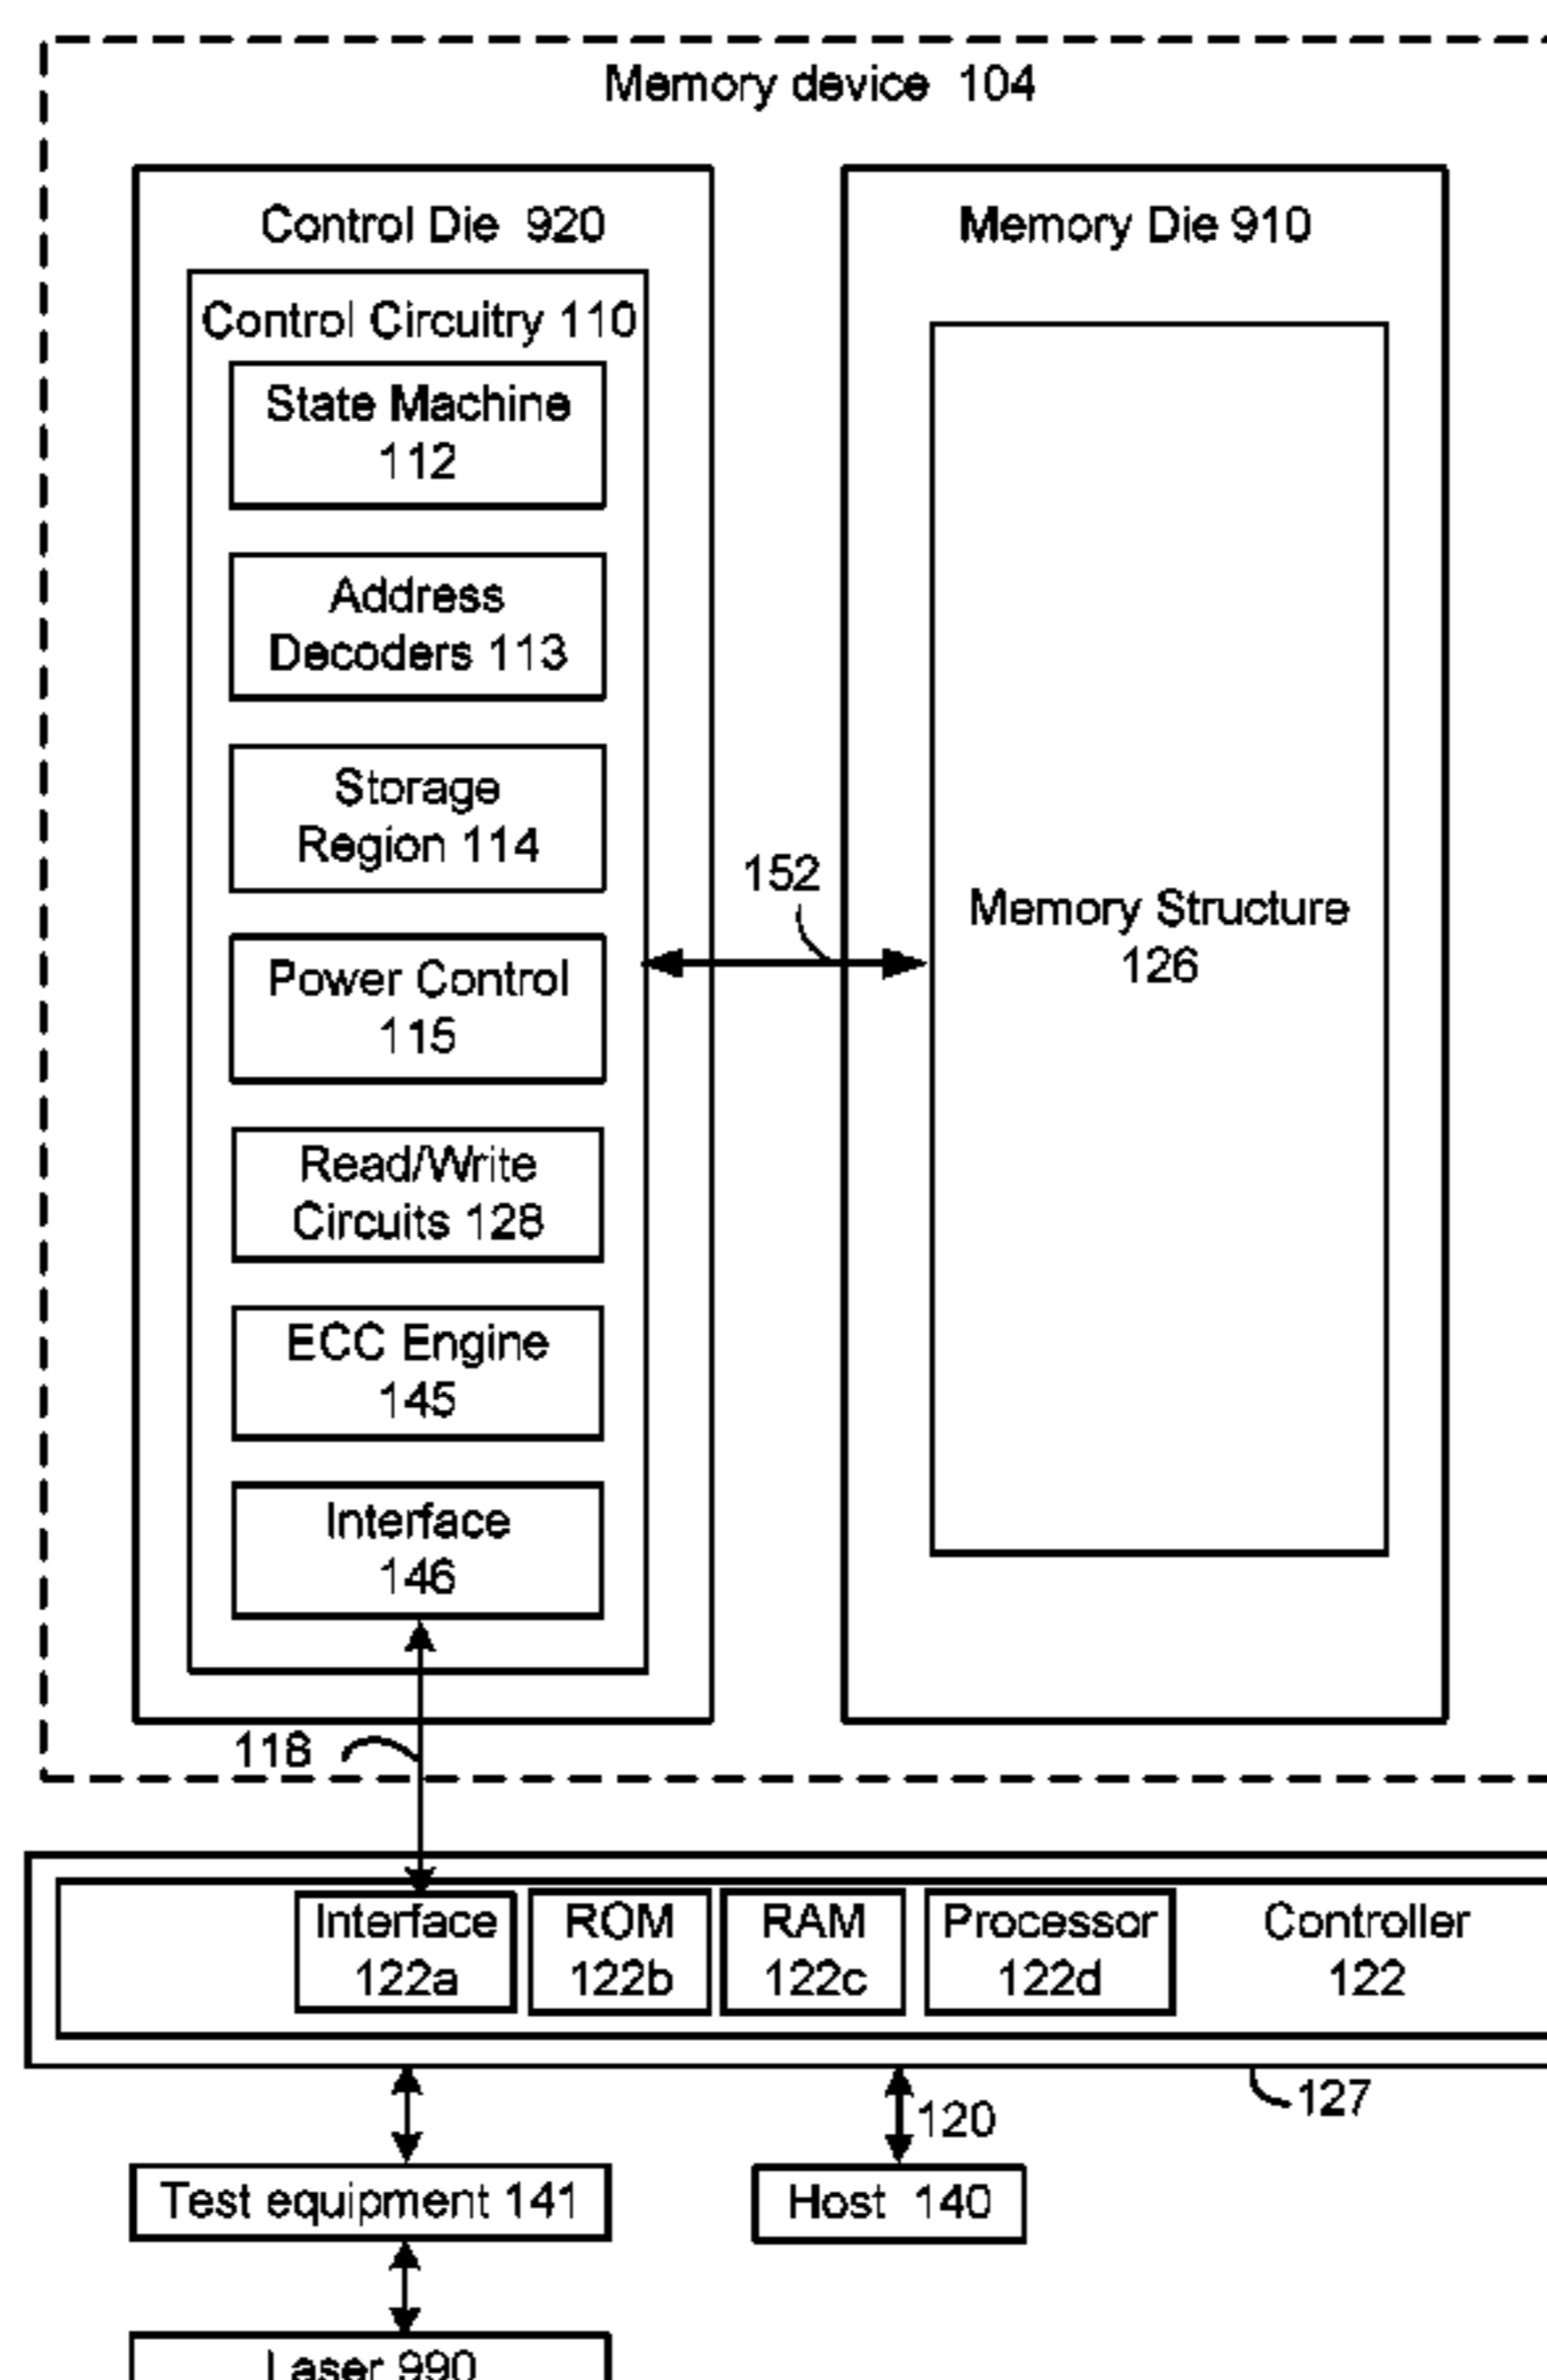 Memory device 104
Control Die 920
Memory Die 910
Control Circuitry 110
State Machine
112
Address
Decoders 113
Storage
Region 114
152
Memory Structure
126
Power Control
115
Read/Write
Circuits 128
ECC Engine
145
Interface
146
118
Interface
122a
ROM
122b
RAM
122c
Processor
122d
Controller
122
127
120
Test equipment 141
Host 140
Laser 990